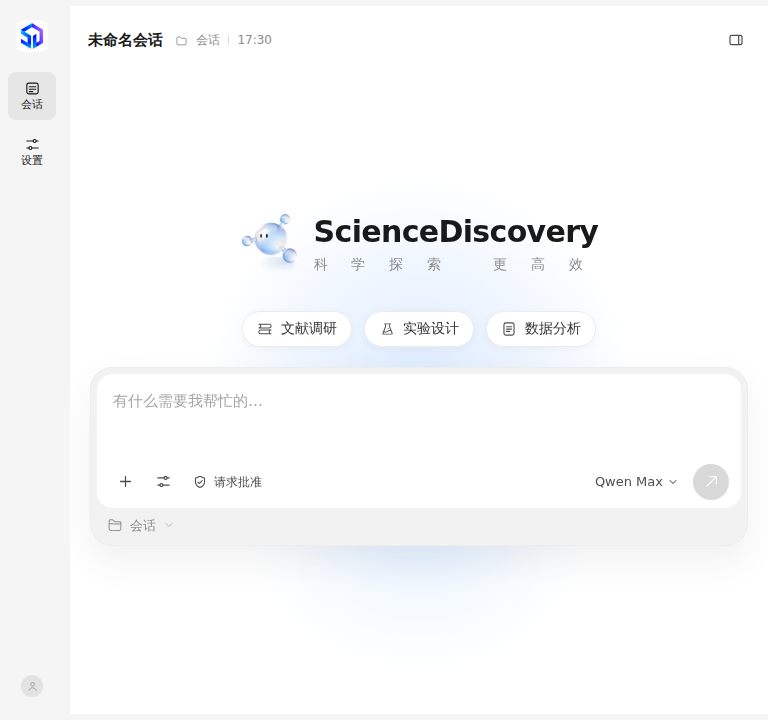 未命名会话
会话
17:30
会话
设置
ScienceDiscovery
科学探索 更高效
文献调研
实验设计
数据分析
有什么需要我帮忙的...
请求批准
Qwen Max
会话